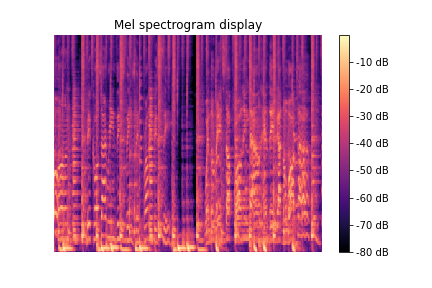 Mel spectrogram display
-10 dB
-20 dB
-30 dB
-40 dB
-50 dB
-60 dB
-70 dB
-80 dB